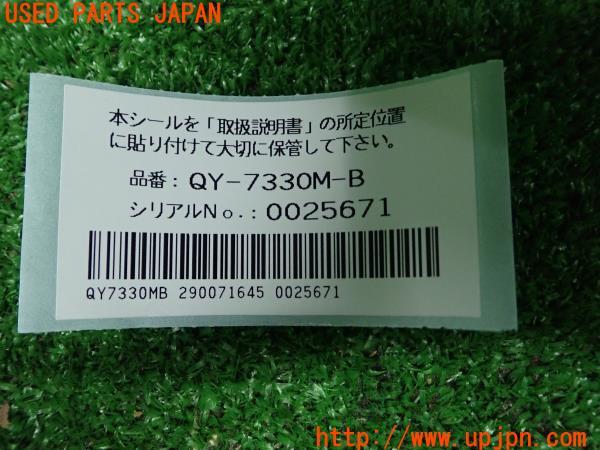 USED PARTS JAPAN
本シールを「取扱説明書」の所定位置
に貼り付けて大切に保管して下さい。
品番：QY-7330M-B
シリアルNo.：0025671
QY7330MB 290071645 0025671
http://www.upjpn.com